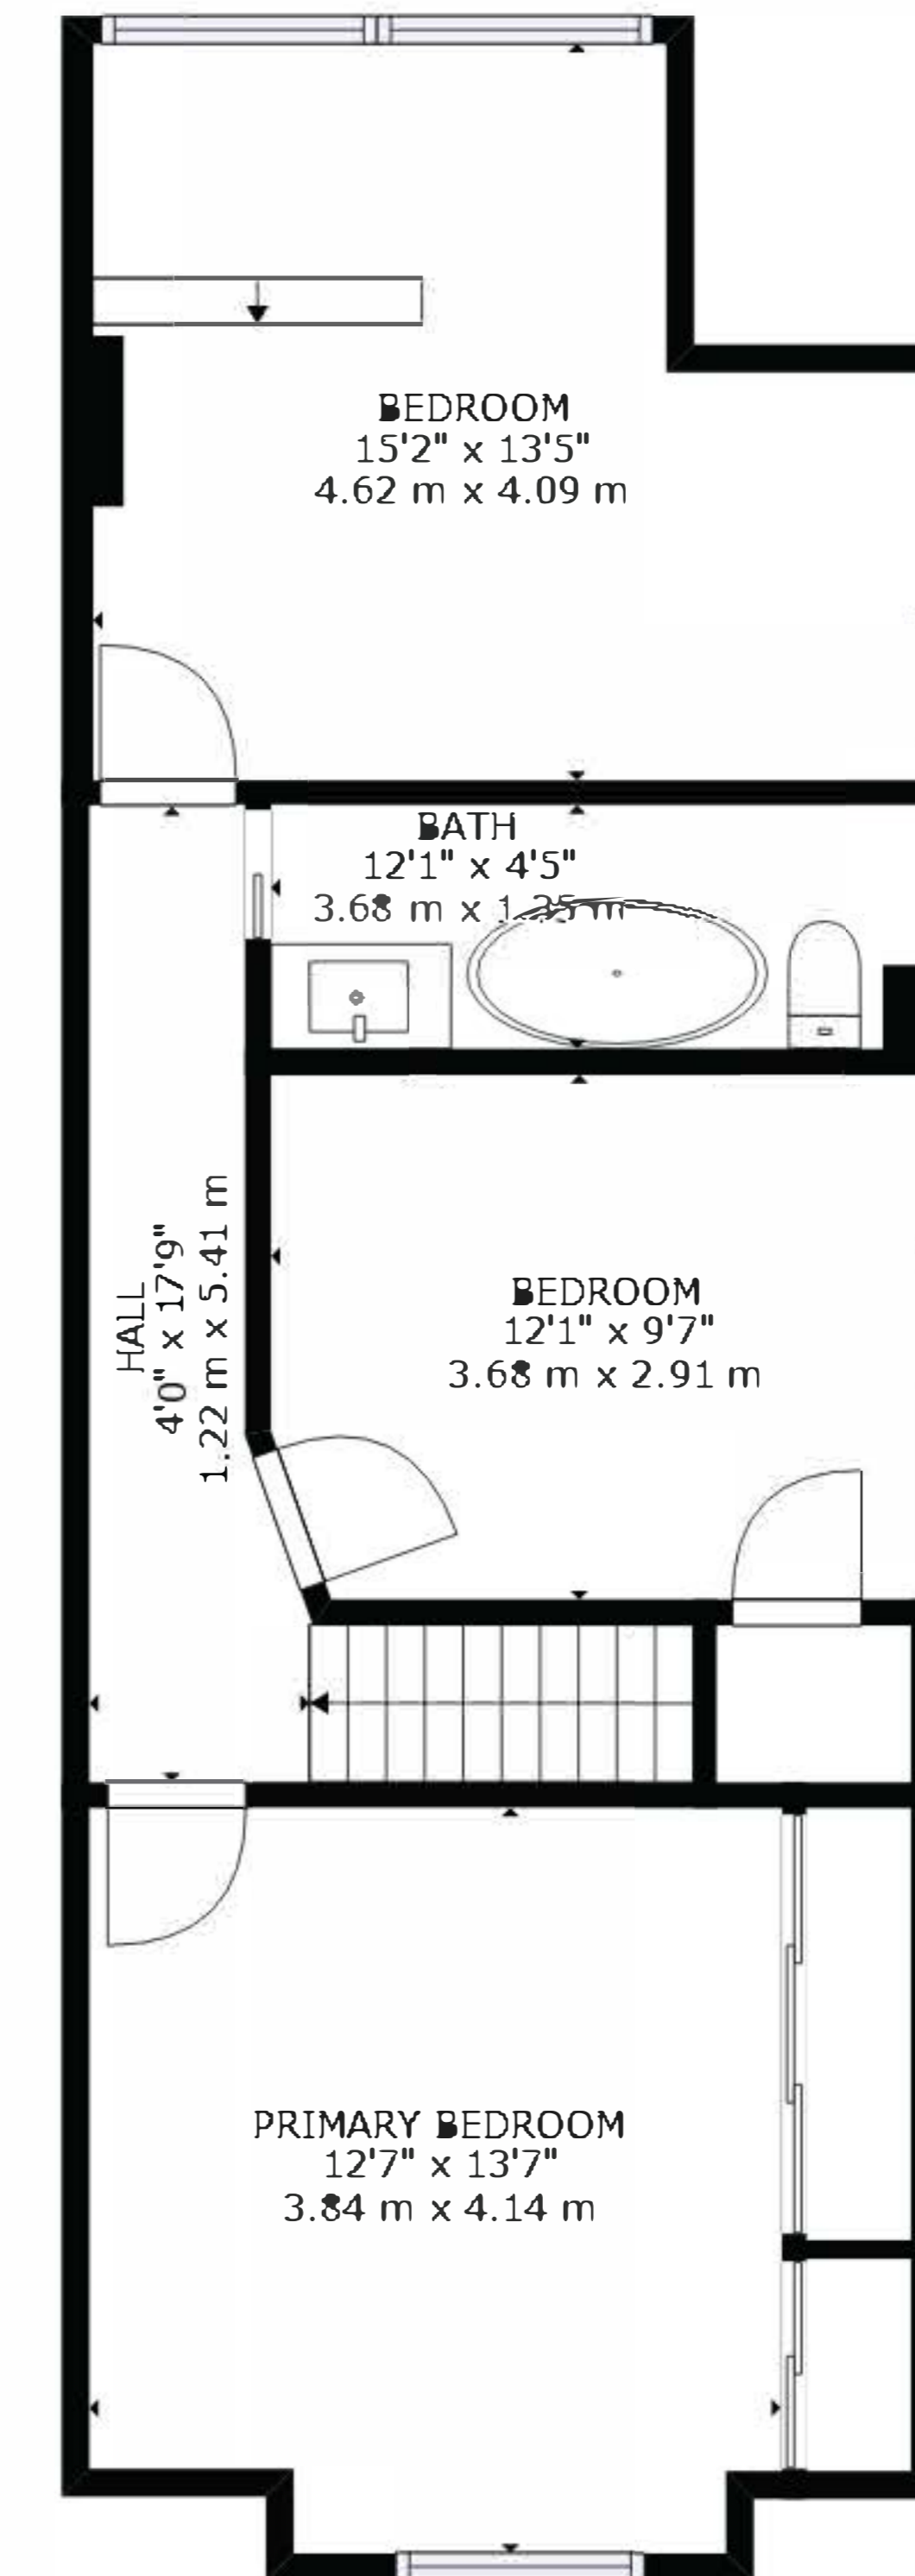 BEDROOM
15'2" x 13'5"
4.62 m x 4.09 m
BATH
12'1" x 4'5"
3.68 m x 1.35 m
HALL
4'0" x 17'9"
1.22 m x 5.41 m
BEDROOM
12'1" x 9'7"
3.68 m x 2.91 m
PRIMARY BEDROOM
12'7" x 13'7"
3.84 m x 4.14 m